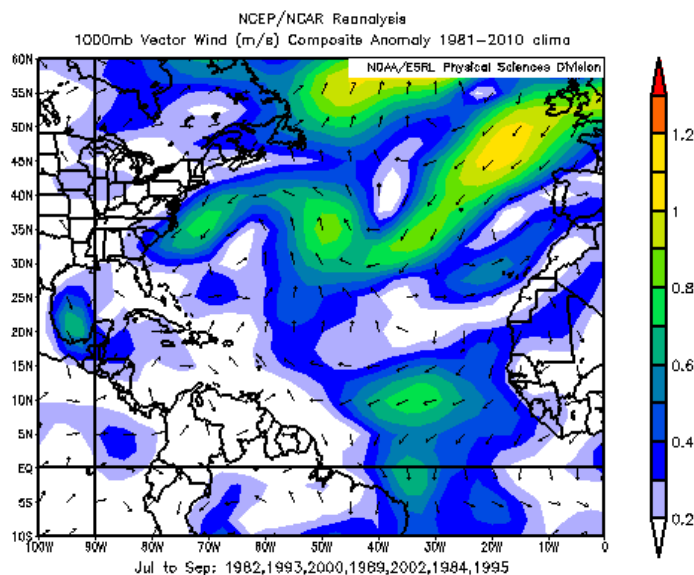 NCEP/NCAR Reanalysis
1000mb Vector Wind (m/s) Composite Anomaly 1981-2010 clima
NOAA/ESRL Physical Sciences Division
60N
55N
50N
45N
40N
35N
30N
25N
20N
15N
10N
5N
EQ
5S
10S
100W 90W 80W 70W 60W 50W 40W 30W 20W 10W 0
1.2
1
0.8
0.6
0.4
0.2
Jul to Sep: 1982,1993,2000,1969,2002,1984,1995